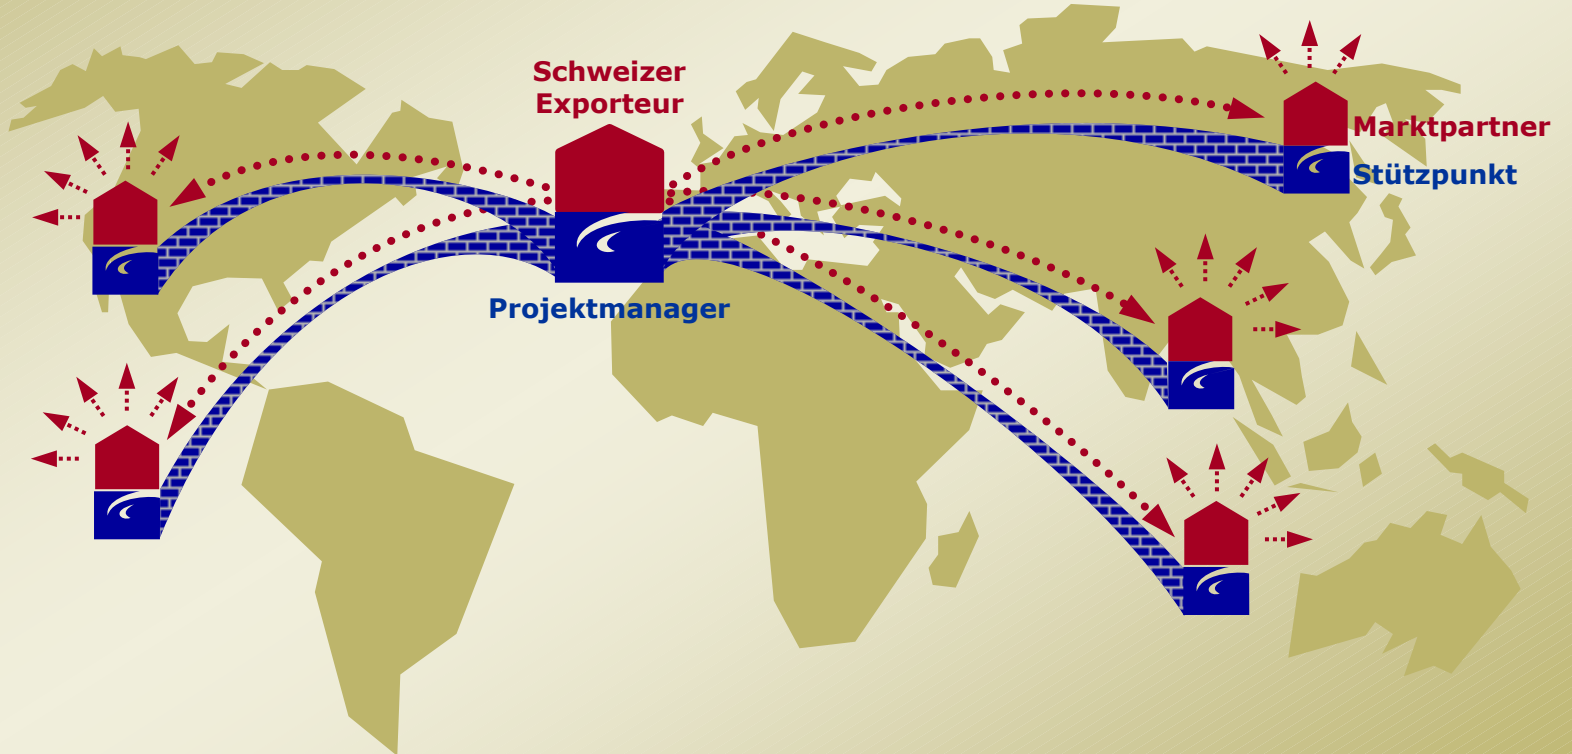 Schweizer
Exporteur
Marktpartner
Stützpunkt
Projektmanager